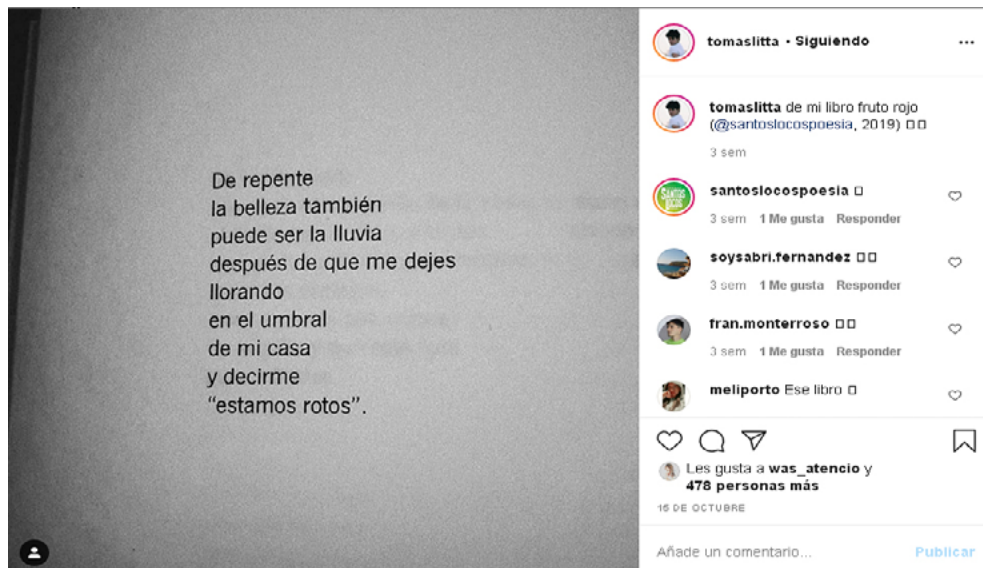 De repente
la belleza también
puede ser la lluvia
después de que me dejes
llorando
en el umbral
de mi casa
y decirme
“estamos rotos”.
tomaslitta • Siguiendo
tomaslitta de mi libro fruto rojo
(@santoslocospoesia, 2019)
3 sem
SANTOS
LOCOS
santoslocospoesia
3 sem 1 Me gusta Responder
soysabri.fernandez
3 sem 1 Me gusta Responder
fran.monterroso
3 sem 1 Me gusta Responder
meliporto Ese libro
Les gusta a was_atencio y
478 personas más
15 DE OCTUBRE
Añade un comentario...
Publicar